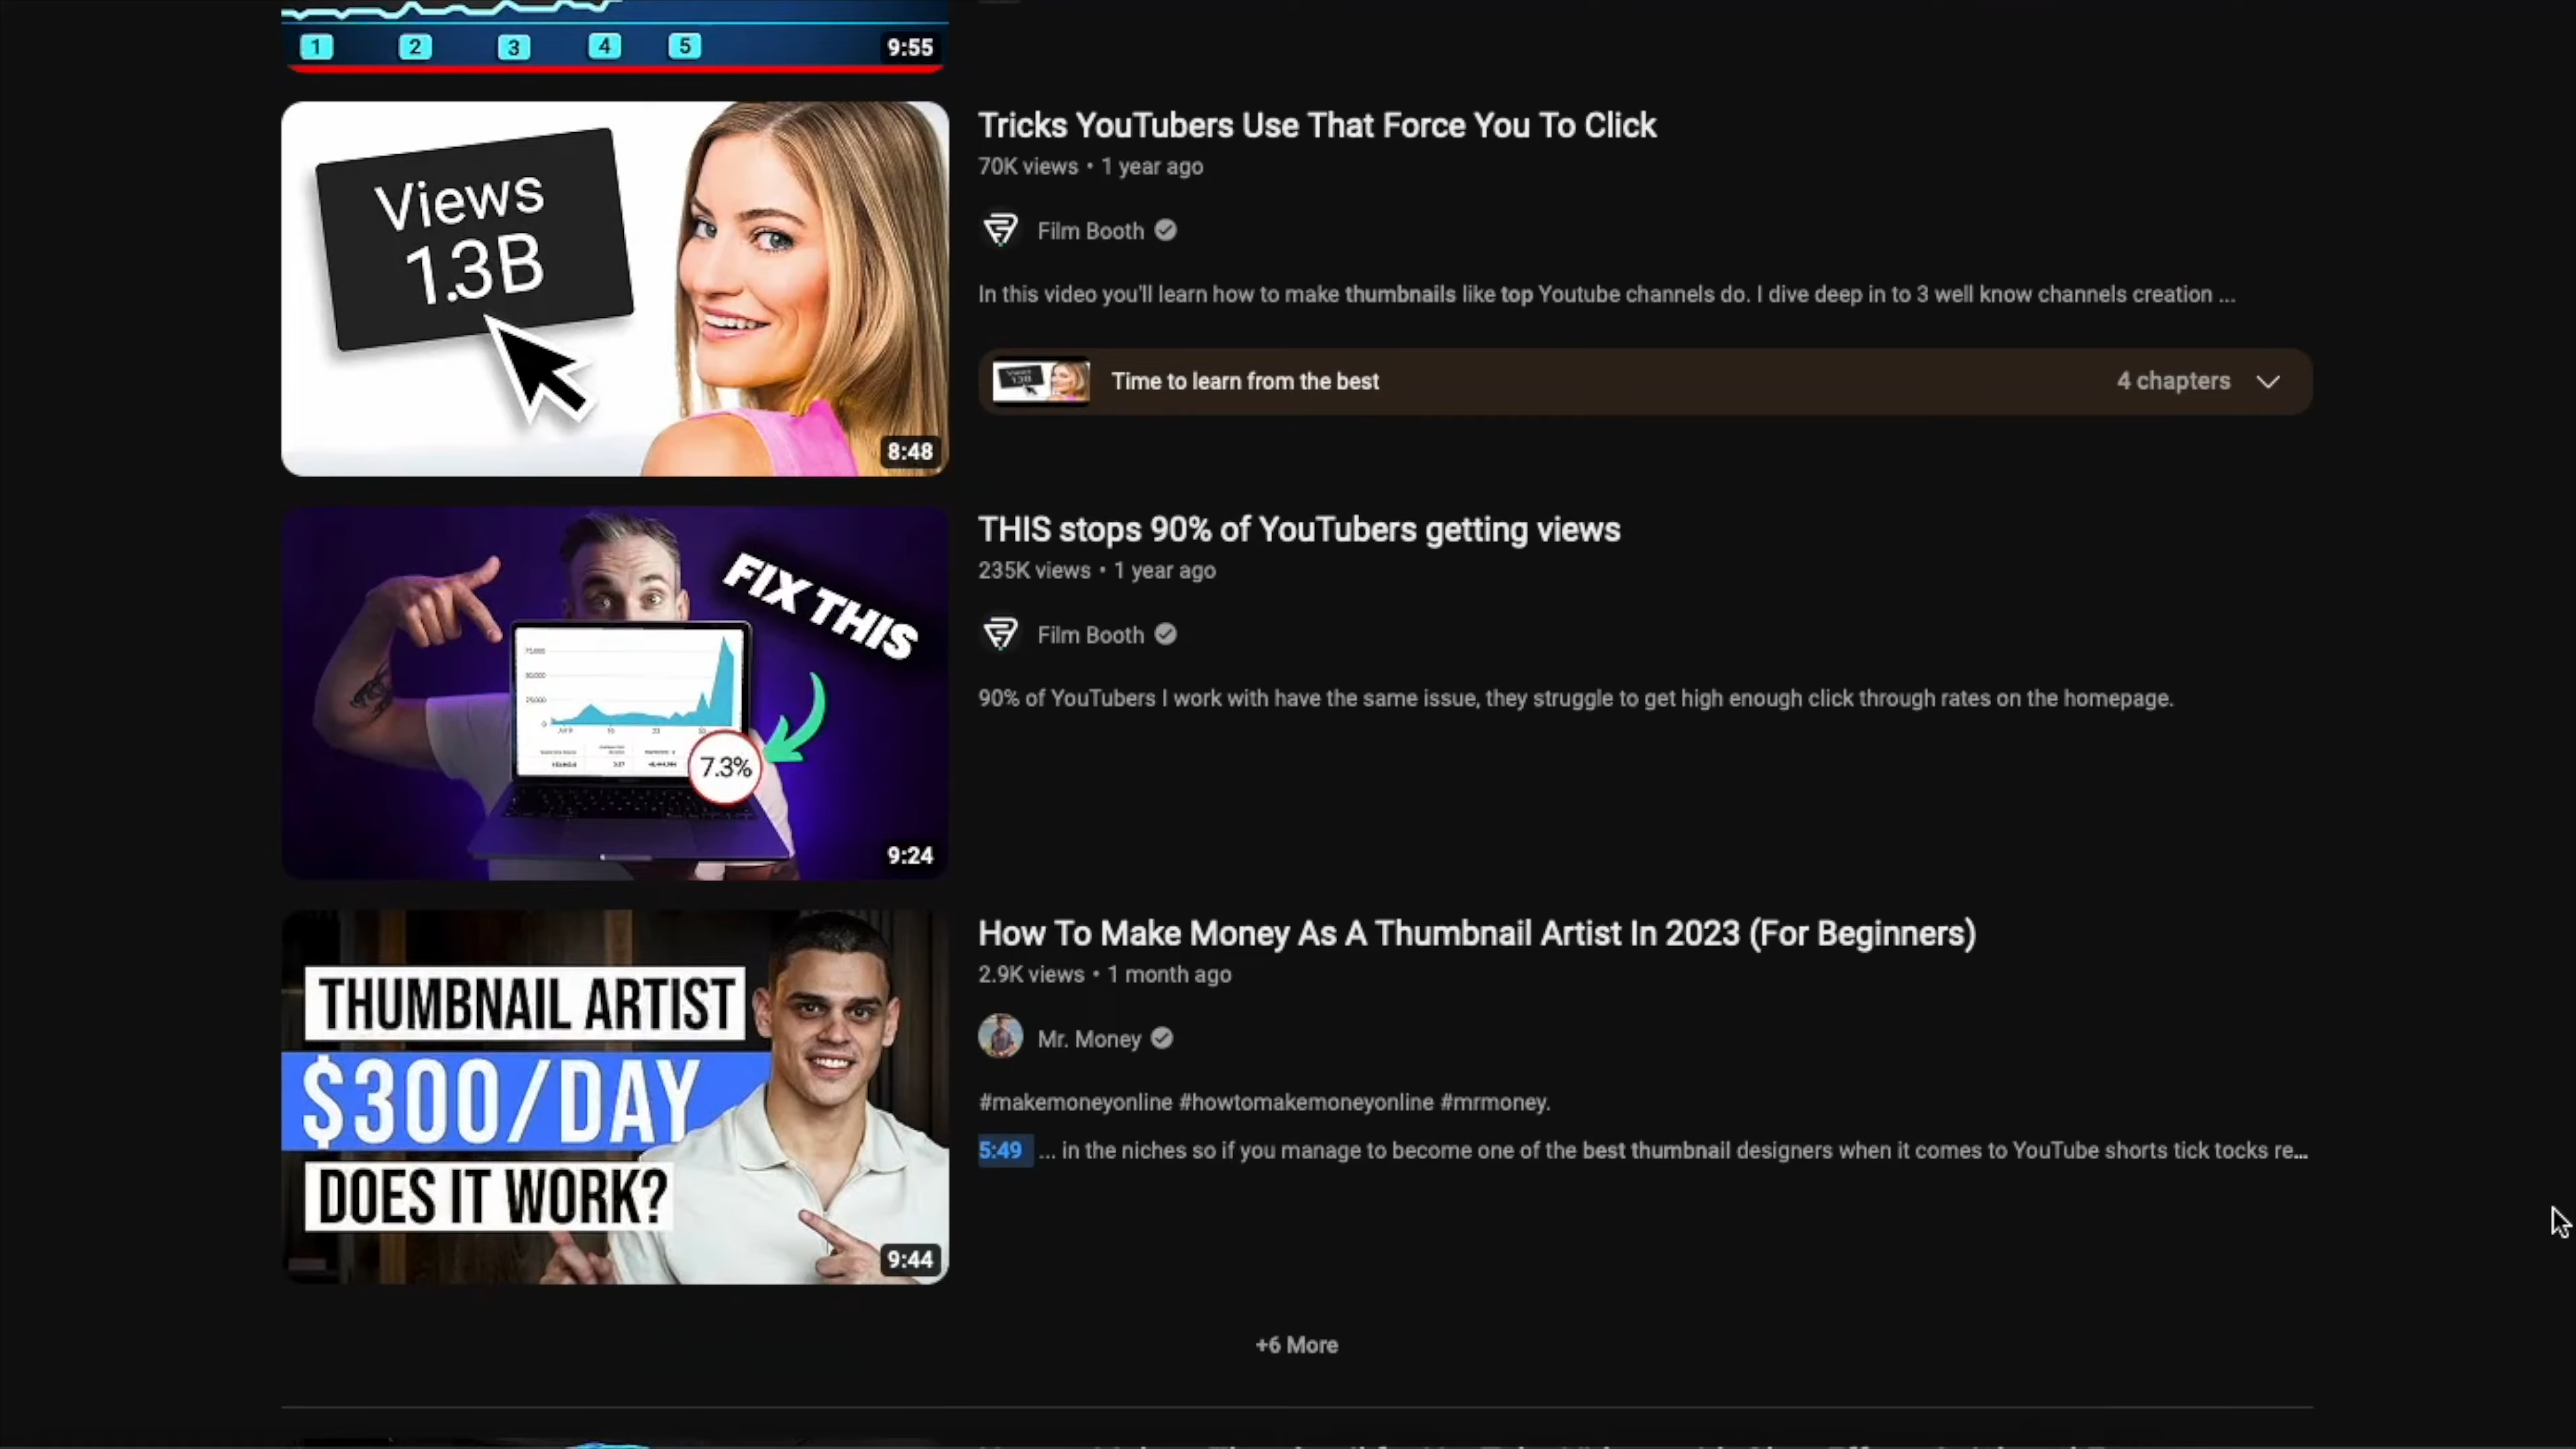 1 2 3 4 5 9:55
Views
1.3B
8:48
Tricks YouTubers Use That Force You To Click
70K views • 1 year ago
Film Booth
In this video you'll learn how to make thumbnails like top Youtube channels do. I dive deep in to 3 well know channels creation ...
Time to learn from the best
4 chapters
FIX THIS
7.3%
9:24
THIS stops 90% of YouTubers getting views
235K views • 1 year ago
Film Booth
90% of YouTubers I work with have the same issue, they struggle to get high enough click through rates on the homepage.
THUMBNAIL ARTIST
$300/DAY
DOES IT WORK?
9:44
How To Make Money As A Thumbnail Artist In 2023 (For Beginners)
2.9K views • 1 month ago
Mr. Money
#makemoneyonline #howtomakemoneyonline #mrmoney.
5:49 ... in the niches so if you manage to become one of the best thumbnail designers when it comes to YouTube shorts tick tocks re...
+6 More